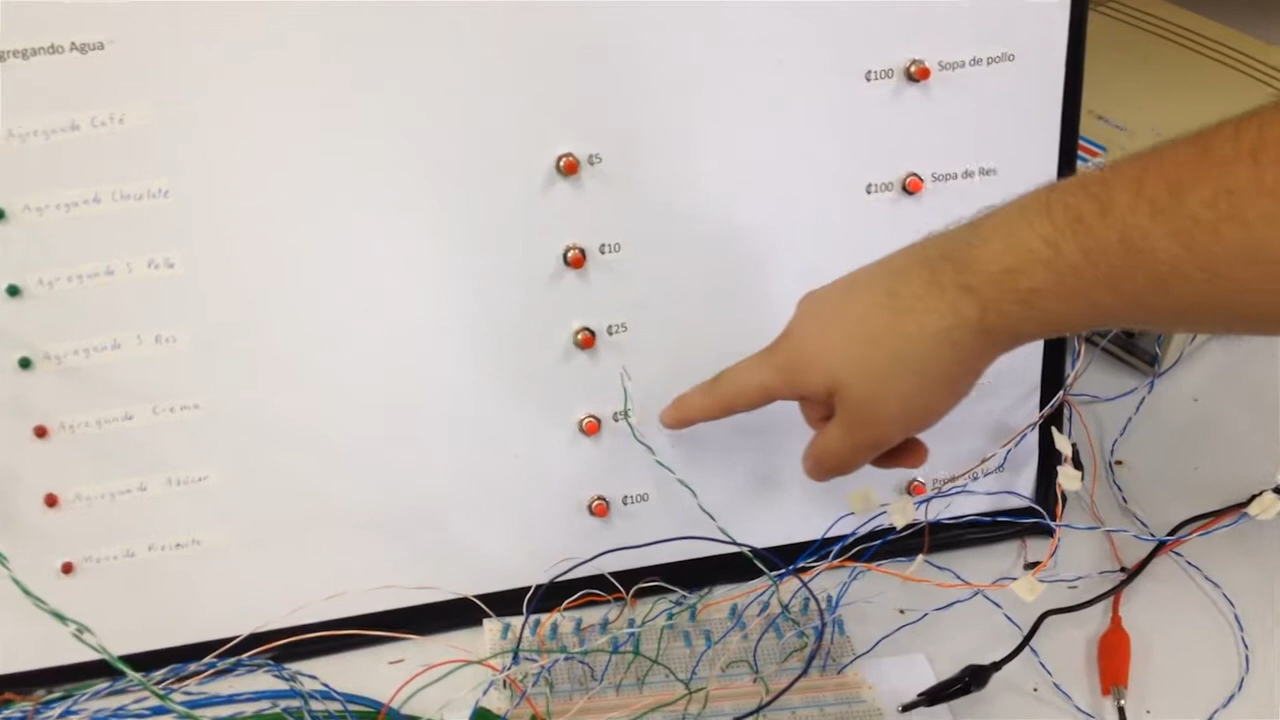 gregando Agua
Agregando Café
Agregando Chocolate
Agregando S Pollo
Agregando S Res
Agregando Crema
Agregando Azúcar
Moneda Presente
₡5
₡10
₡25
₡50
₡100
₡100 Sopa de pollo
₡100 Sopa de Res